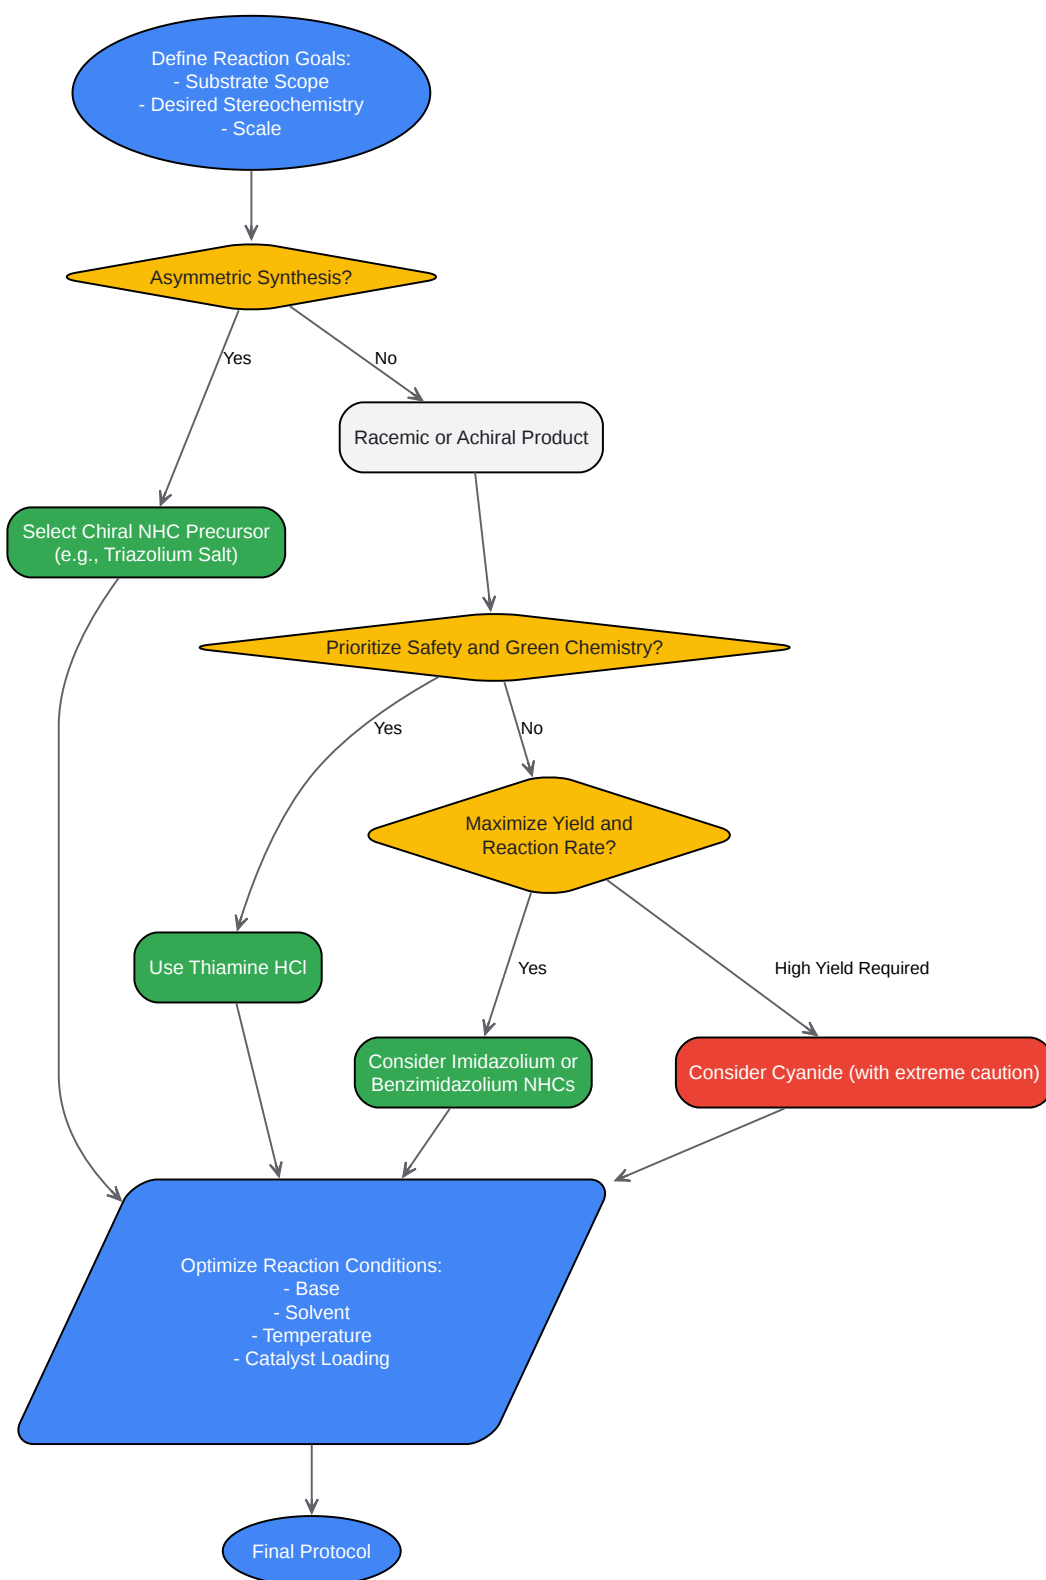 Define Reaction Goals:
- Substrate Scope
- Desired Stereochemistry
- Scale
Asymmetric Synthesis?
Yes
No
Racemic or Achiral Product
Select Chiral NHC Precursor
(e.g., Triazolium Salt)
Prioritize Safety and Green Chemistry?
Yes
No
Maximize Yield and
Reaction Rate?
Use Thiamine HCl
Yes
High Yield Required
Consider Imidazolium or
Benzimidazolium NHCs
Consider Cyanide (with extreme caution)
Optimize Reaction Conditions:
- Base
- Solvent
- Temperature
- Catalyst Loading
Final Protocol